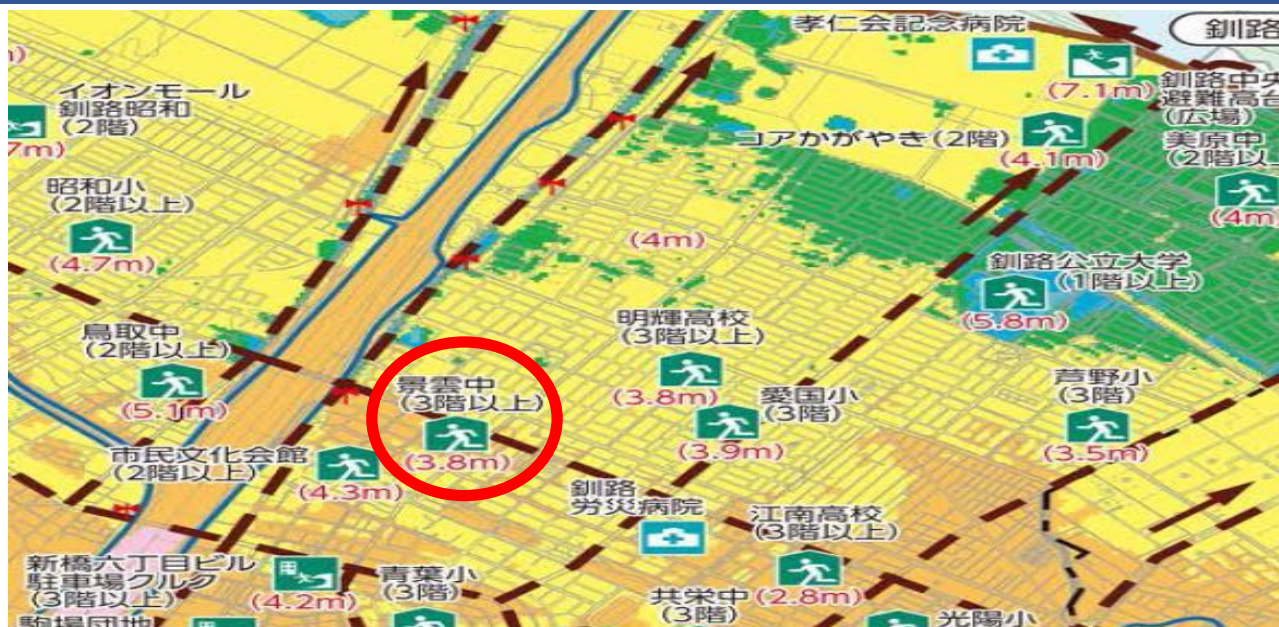 孝仁会記念病院
釧路
イオンモール
釧路昭和
(2階)
7m)
(7.1m)
釧路中央
避難高台
(広場)
コアかがやき(2階)
(4.1m)
美原中
(2階以上
(4m
昭和小
(2階以上)
(4.7m)
(4m)
釧路公立大学
(1階以上)
(5.8m)
鳥取中
(2階以上)
(5.1m)
景雲中
(3階以上)
(3.8m)
明輝高校
(3階以上)
(3.8m)
愛国小
(3階)
(3.9m)
芦野小
(3階)
(3.5m)
市民文化会館
(2階以上)
(4.3m)
釧路
労災病院
江南高校
(3階以上)
(2.8m)
新橋六丁目ビル
駐車場クルク
(3階以上)
(4.2m)
青葉小
(3階)
共栄中
(3階)
光陽小
駒場団地